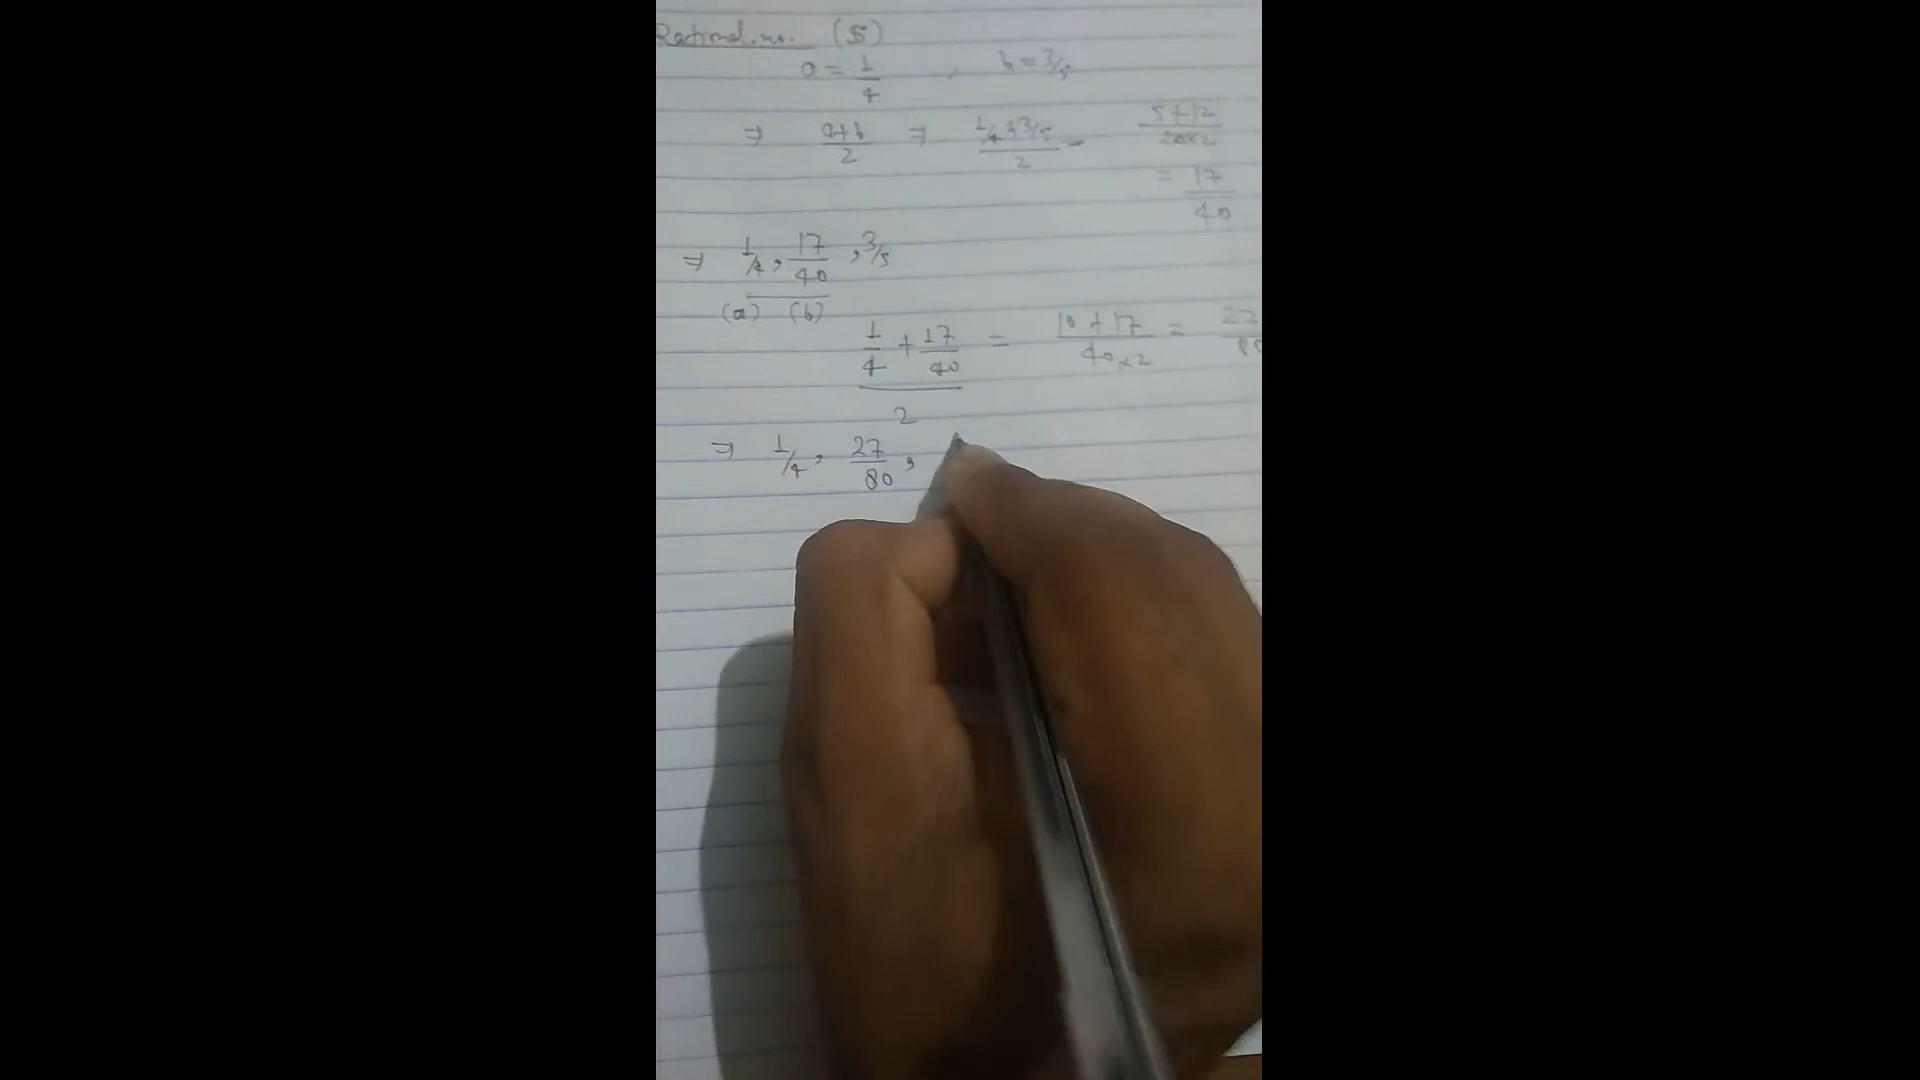 Rational no. (5)
a = 1/4 , b = 3/5
⇒ a+b/2 ⇒ 1/4+3/5/2 = 5+12/20×2
= 17/40
⇒ 1/4, 17/40, 3/5
(a) (b)
1/4 + 17/40 / 2 = 10+17/40×2 = 27/80
⇒ 1/4, 27/80,